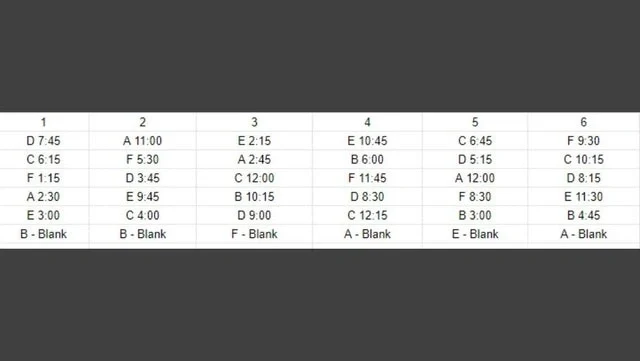 1 2 3 4 5 6
D 7:45 A 11:00 E 2:15 E 10:45 C 6:45 F 9:30
C 6:15 F 5:30 A 2:45 B 6:00 D 5:15 C 10:15
F 1:15 D 3:45 C 12:00 F 11:45 A 12:00 D 8:15
A 2:30 E 9:45 B 10:15 D 8:30 F 8:30 E 11:30
E 3:00 C 4:00 D 9:00 C 12:15 B 3:00 B 4:45
B - Blank B - Blank F - Blank A - Blank E - Blank A - Blank